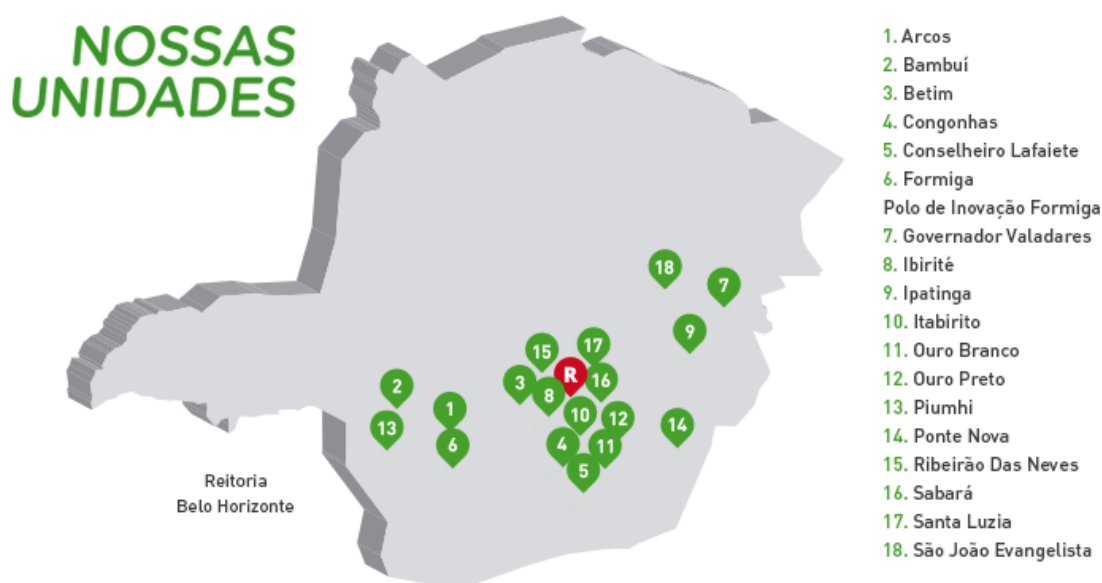 NOSSAS
UNIDADES
18
7
9
15
17
R
3
16
2
8
1
10
12
13
14
6
4
11
5
Reitoria
Belo Horizonte
1. Arcos
2. Bambuí
3. Betim
4. Congonhas
5. Conselheiro Lafaiete
6. Formiga
Polo de Inovação Formiga
7. Governador Valadares
8. Ibirité
9. Ipatinga
10. Itabirito
11. Ouro Branco
12. Ouro Preto
13. Piumhi
14. Ponte Nova
15. Ribeirão Das Neves
16. Sabará
17. Santa Luzia
18. São João Evangelista